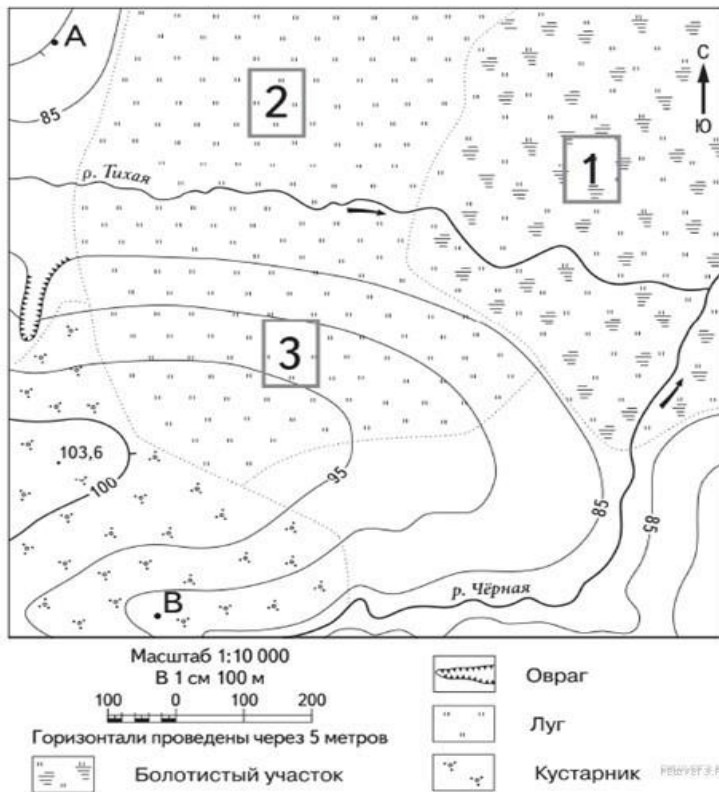 А
2
С
Ю
85
1
р. Тихая
3
103,6
100
95
85
85
В
р. Чёрная
Масштаб 1:10 000
В 1 см 100 м
100 0 100 200
Горизонтали проведены через 5 метров
Болотистый участок
Овраг
Луг
Кустарник